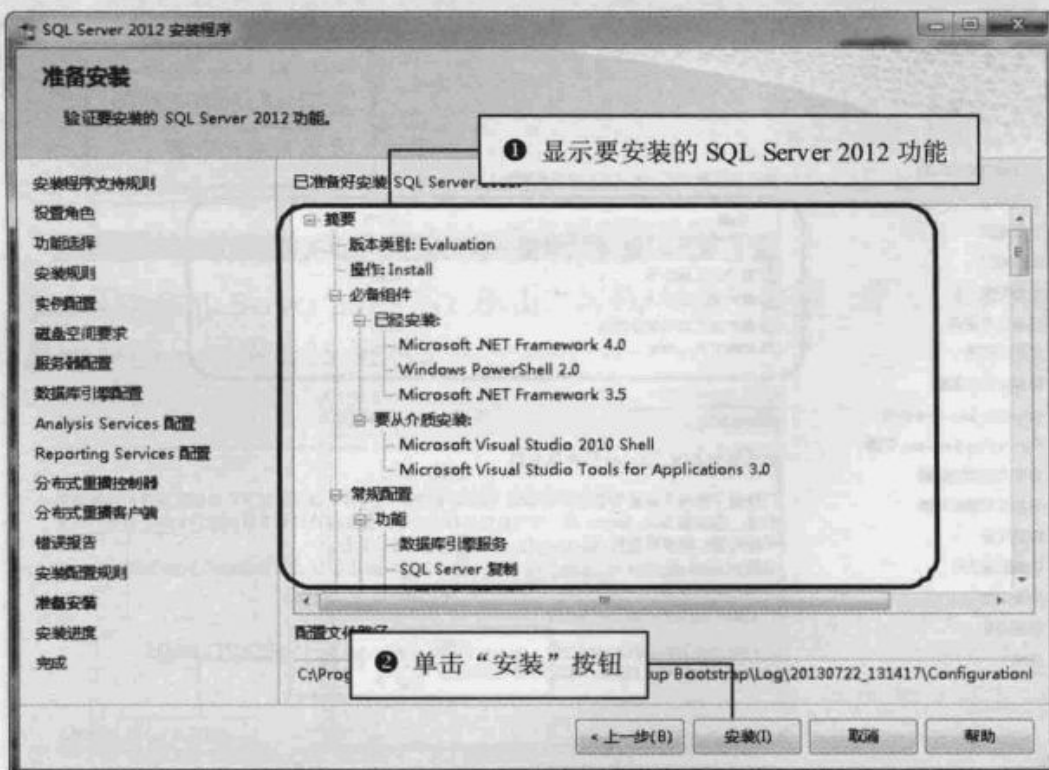 SQL Server 2012 安装程序
准备安装
验证要安装的 SQL Server 2012 功能。
❶ 显示要安装的 SQL Server 2012 功能
安装程序支持规则
设置角色
功能选择
安装规则
实例配置
磁盘空间要求
服务器配置
数据库引擎配置
Analysis Services 配置
Reporting Services 配置
分布式重播控制器
分布式重播客户端
错误报告
安装配置规则
准备安装
安装进度
完成
已准备好安装 SQL Server
摘要
版本类别: Evaluation
操作: Install
必备组件
已经安装:
Microsoft .NET Framework 4.0
Windows PowerShell 2.0
Microsoft .NET Framework 3.5
要从介质安装:
Microsoft Visual Studio 2010 Shell
Microsoft Visual Studio Tools for Applications 3.0
常规配置
功能
数据库引擎服务
SQL Server 复制
配置文件路径
❷ 单击“安装”按钮
C:\Prog up Bootstrap\Log\20130722_131417\ConfigurationI
< 上一步(B)
安装(I)
取消
帮助